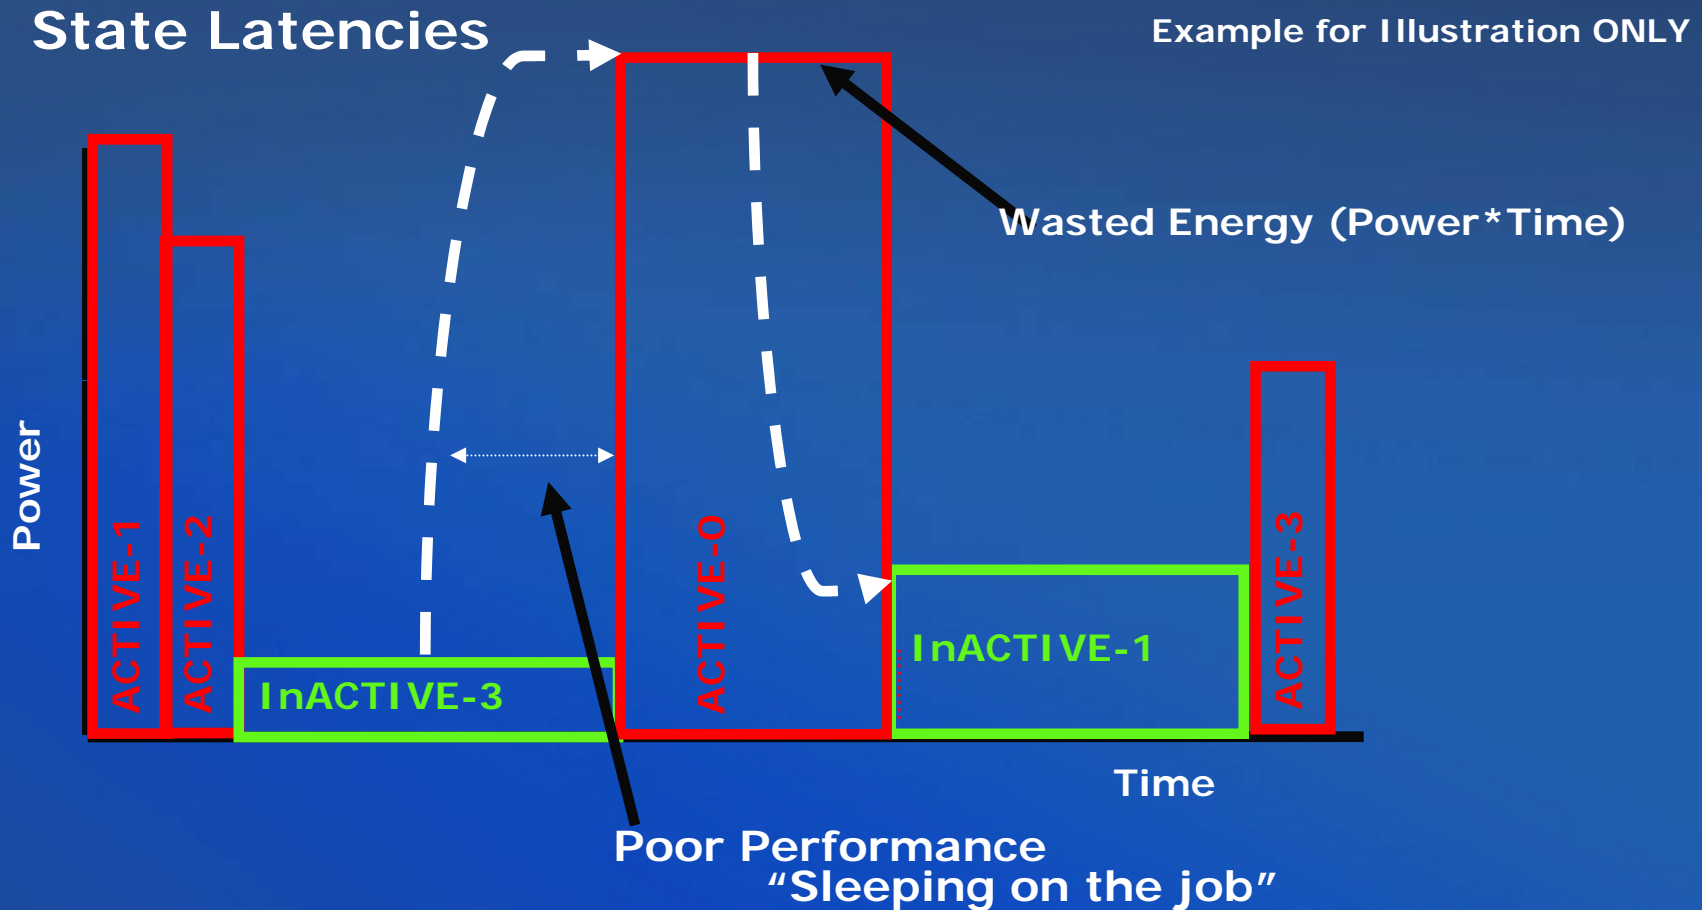 State Latencies
Example for Illustration ONLY
Wasted Energy (Power*Time)
Power
ACTIVE-1
ACTIVE-2
InACTIVE-3
ACTIVE-0
InACTIVE-1
ACTIVE-3
Time
Poor Performance
“Sleeping on the job”